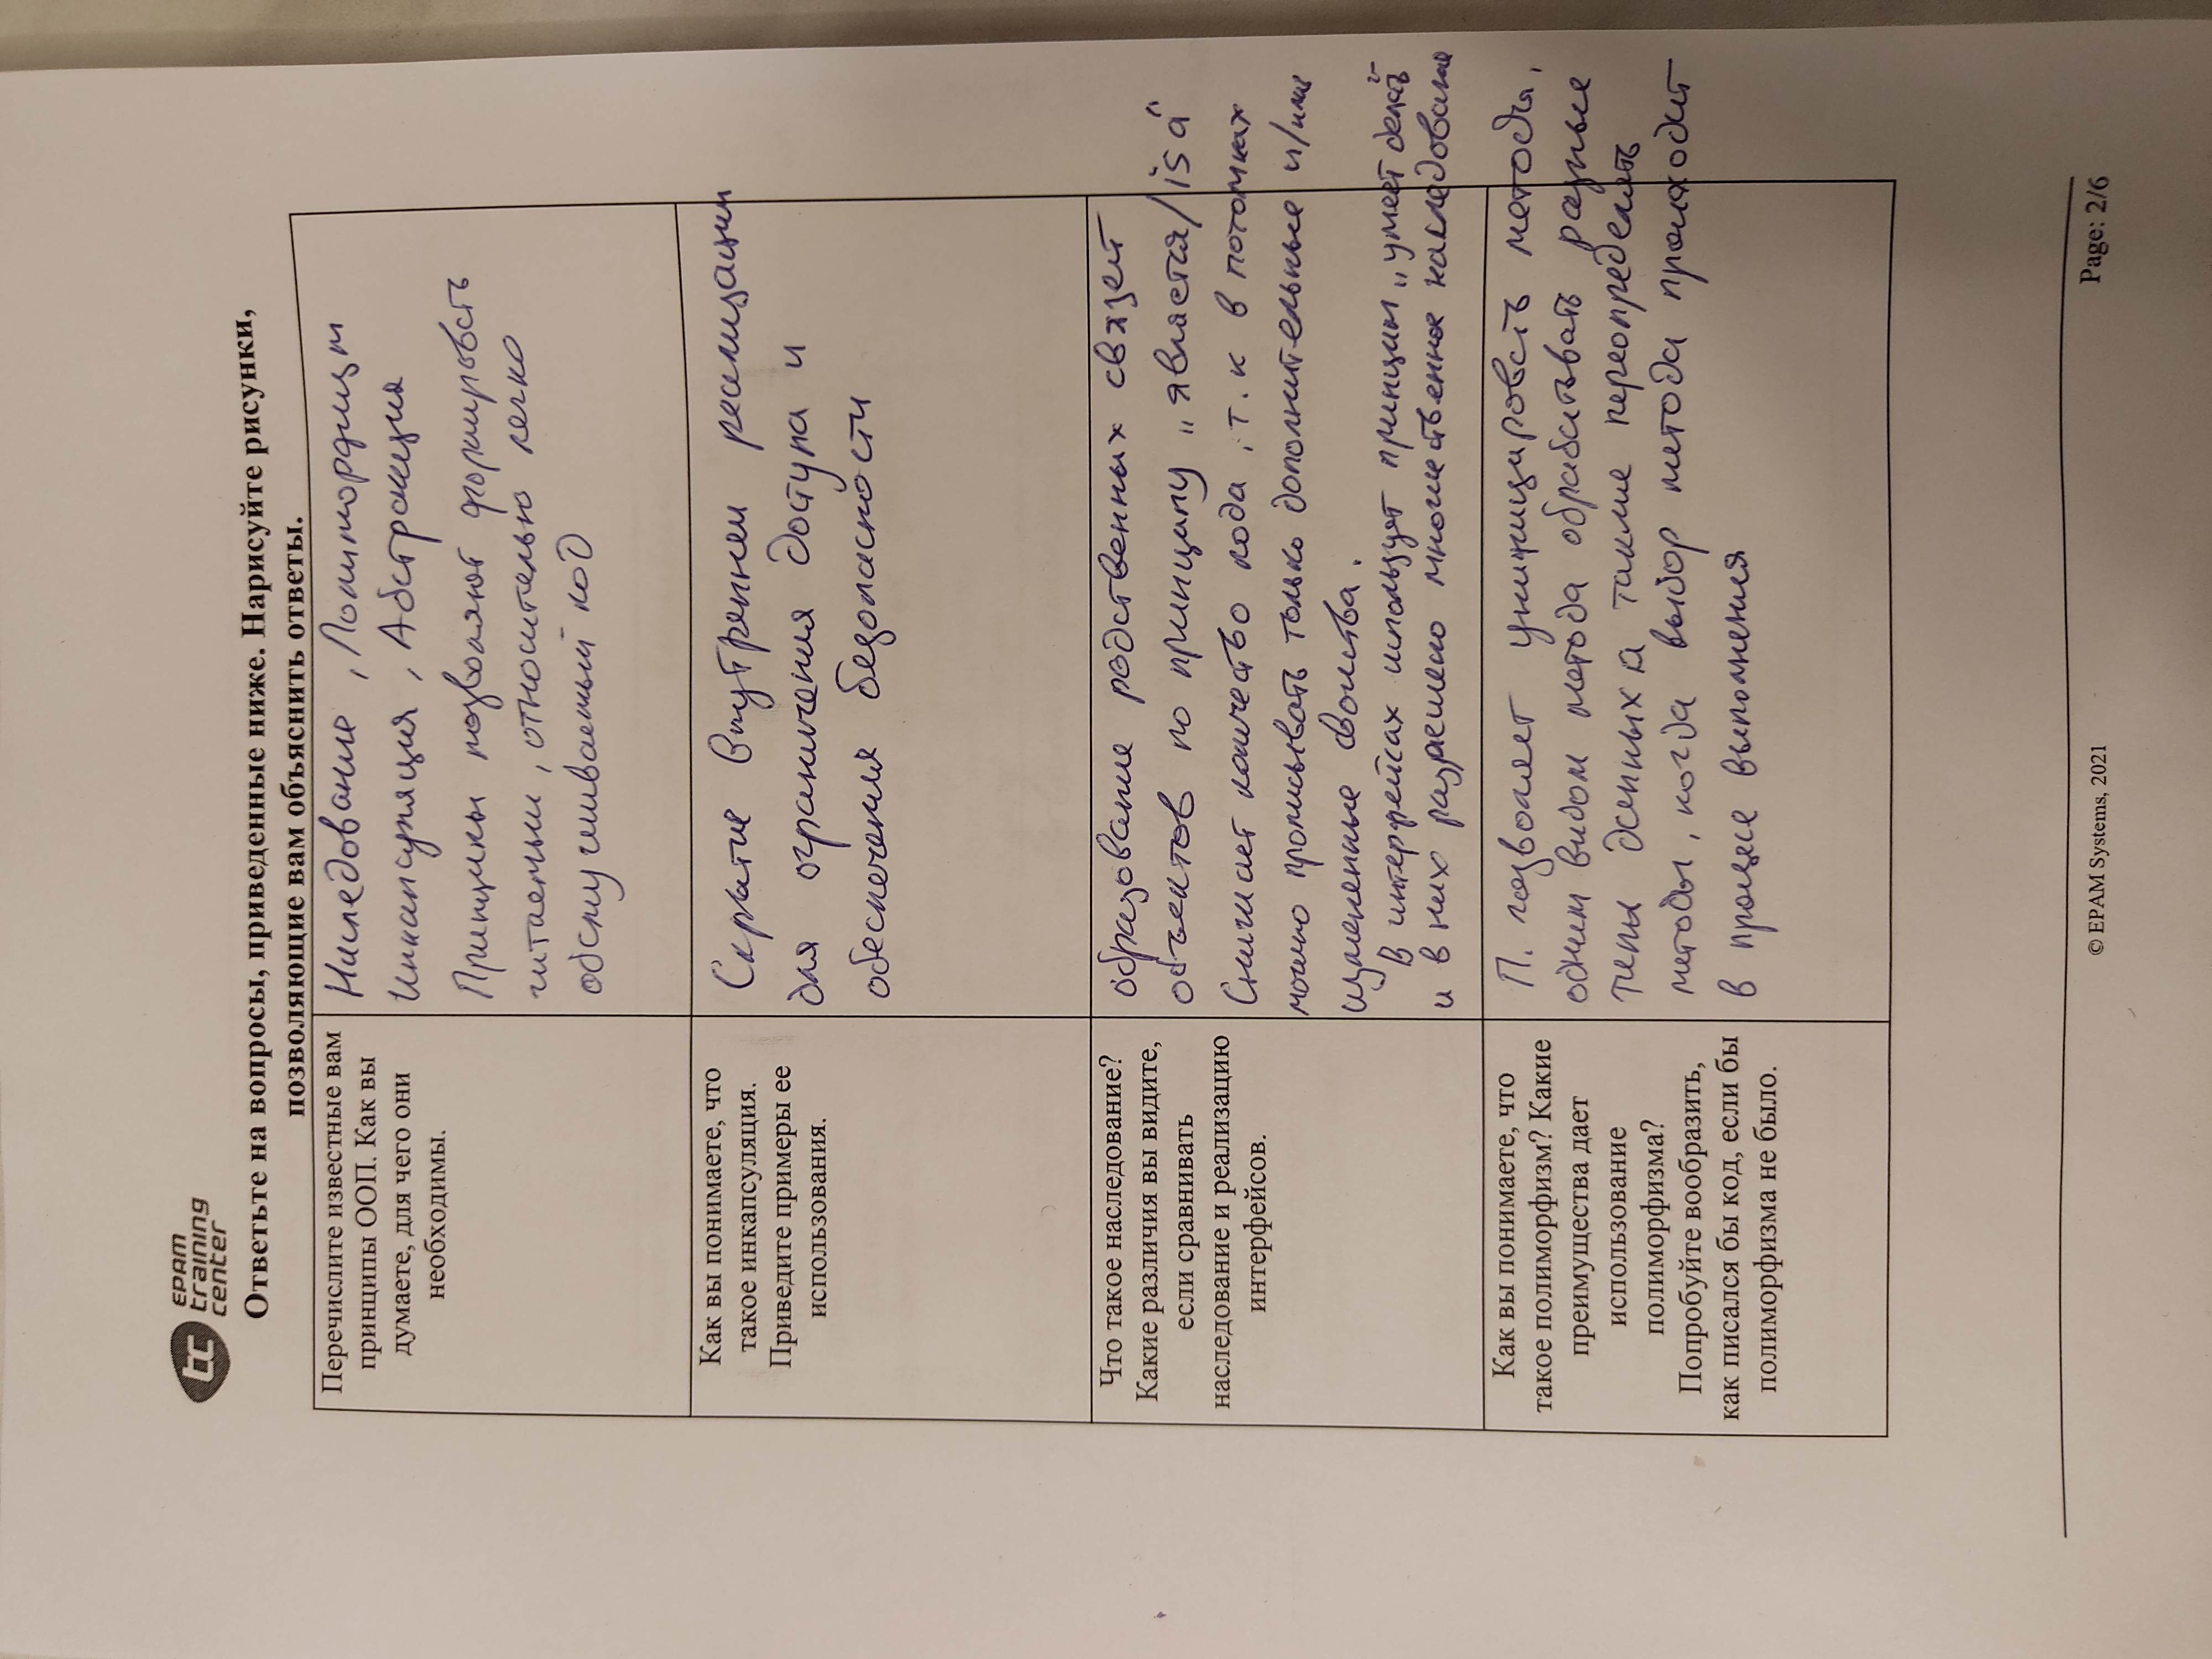 EPAM
training
center
Ответьте на вопросы, приведенные ниже. Нарисуйте рисунки,
позволяющие вам объяснить ответы.
Перечислите известные вам
принципы ООП. Как вы
думаете, для чего они
необходимы.
Наследование, Полиморфизм
Инкапсуляция, Абстракция
Принципы позволяют формировать
читаемый, относительно легко
обслуживаемый код
Как вы понимаете, что
такое инкапсуляция.
Приведите примеры ее
использования.
Скрытие внутренней реализации
для ограничения доступа и
обеспечения безопасности
Что такое наследование?
Какие различия вы видите,
если сравнивать
наследование и реализацию
интерфейсов.
образование родственных связей
объектов по принципу „является/is a“
Снижает количество кода, т.к в потомках
можно прописывать только дополнительные и/или
измененные свойства.
В интерфейсах использует принцип „умеет делать“
и в них разрешено множественное наследование
Как вы понимаете, что
такое полиморфизм? Какие
преимущества дает
использование
полиморфизма?
Попробуйте вообразить,
как писался бы код, если бы
полиморфизма не было.
П. позволяет унифицировать методы,
одним видом метода обрабатывать разные
типы данных а также переопределять
методы, когда выбор метода происходит
в процесе выполнения
© EPAM Systems, 2021
Page: 2/6